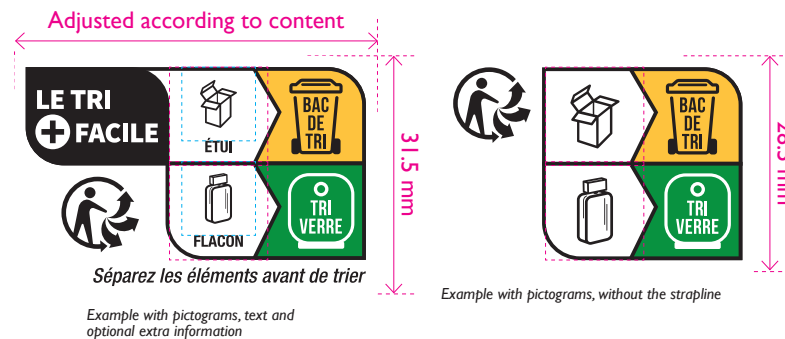 Adjusted according to content
LE TRI
+ FACILE
ÉTUI
BAC
DE
TRI
FLACON
TRI
VERRE
Séparez les éléments avant de trier
31.5 mm
Example with pictograms, text and
optional extra information
BAC
DE
TRI
TRI
VERRE
mm
Example with pictograms, without the strapline